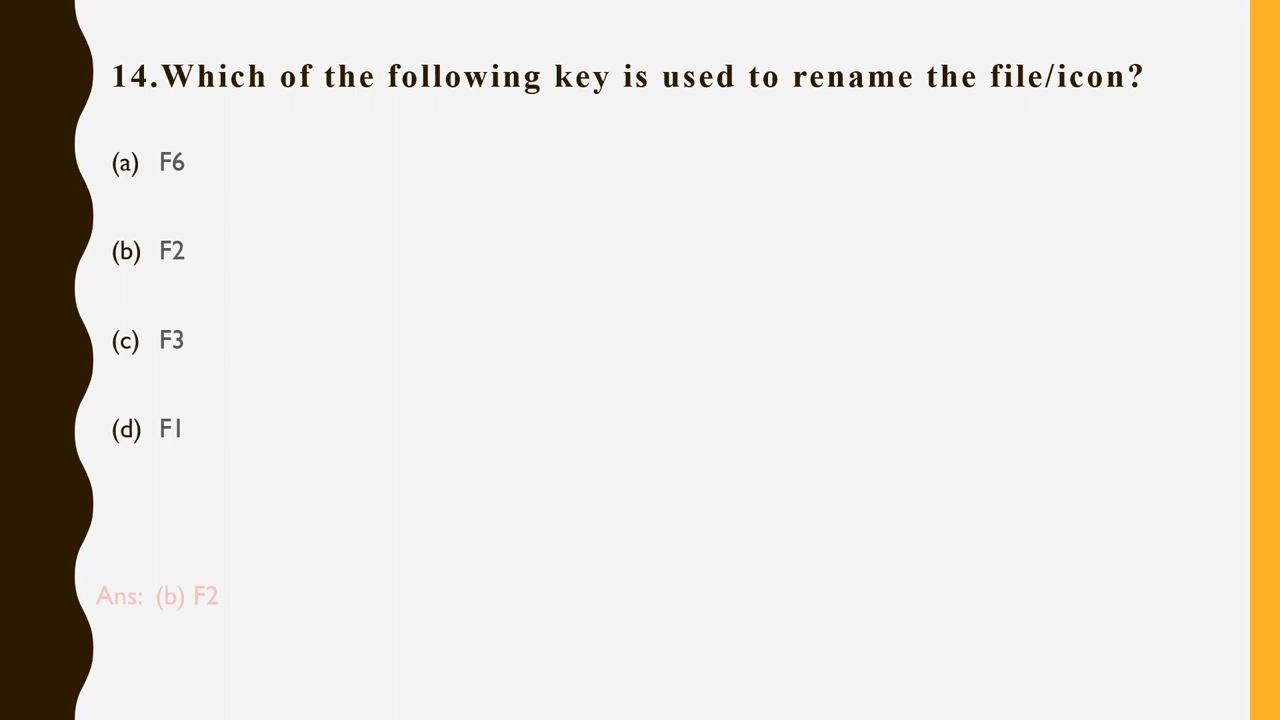 14.Which of the following key is used to rename the file/icon?
(a) F6
(b) F2
(c) F3
(d) F1
Ans: (b) F2